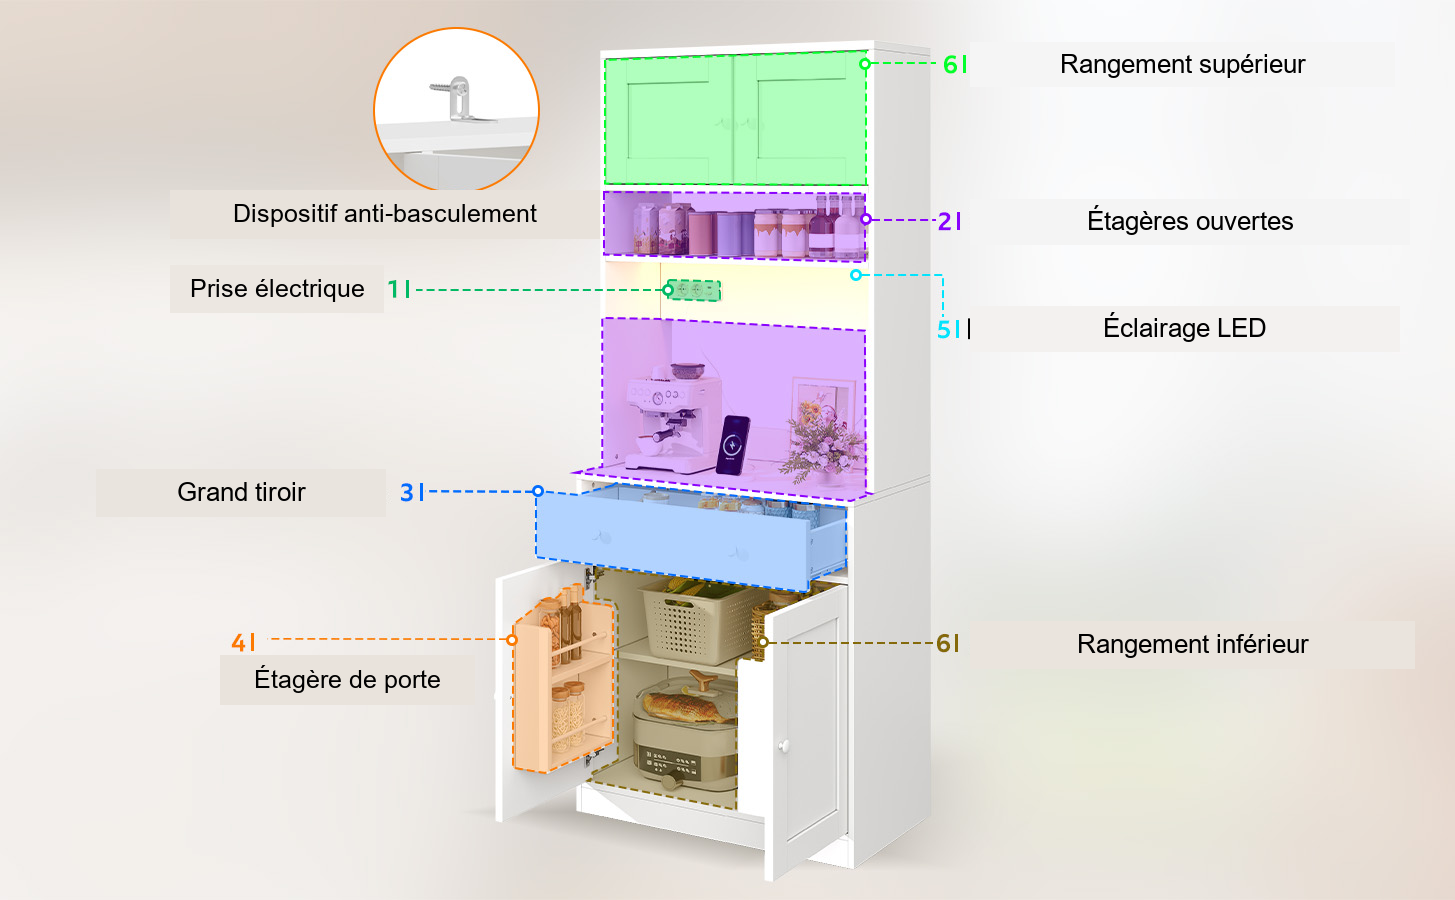 6 | Rangement supérieur
Dispositif anti-basculement
2 | Étagères ouvertes
Prise électrique 1 |
5 | Éclairage LED
Grand tiroir 3 |
4 |
6 | Rangement inférieur
Étagère de porte